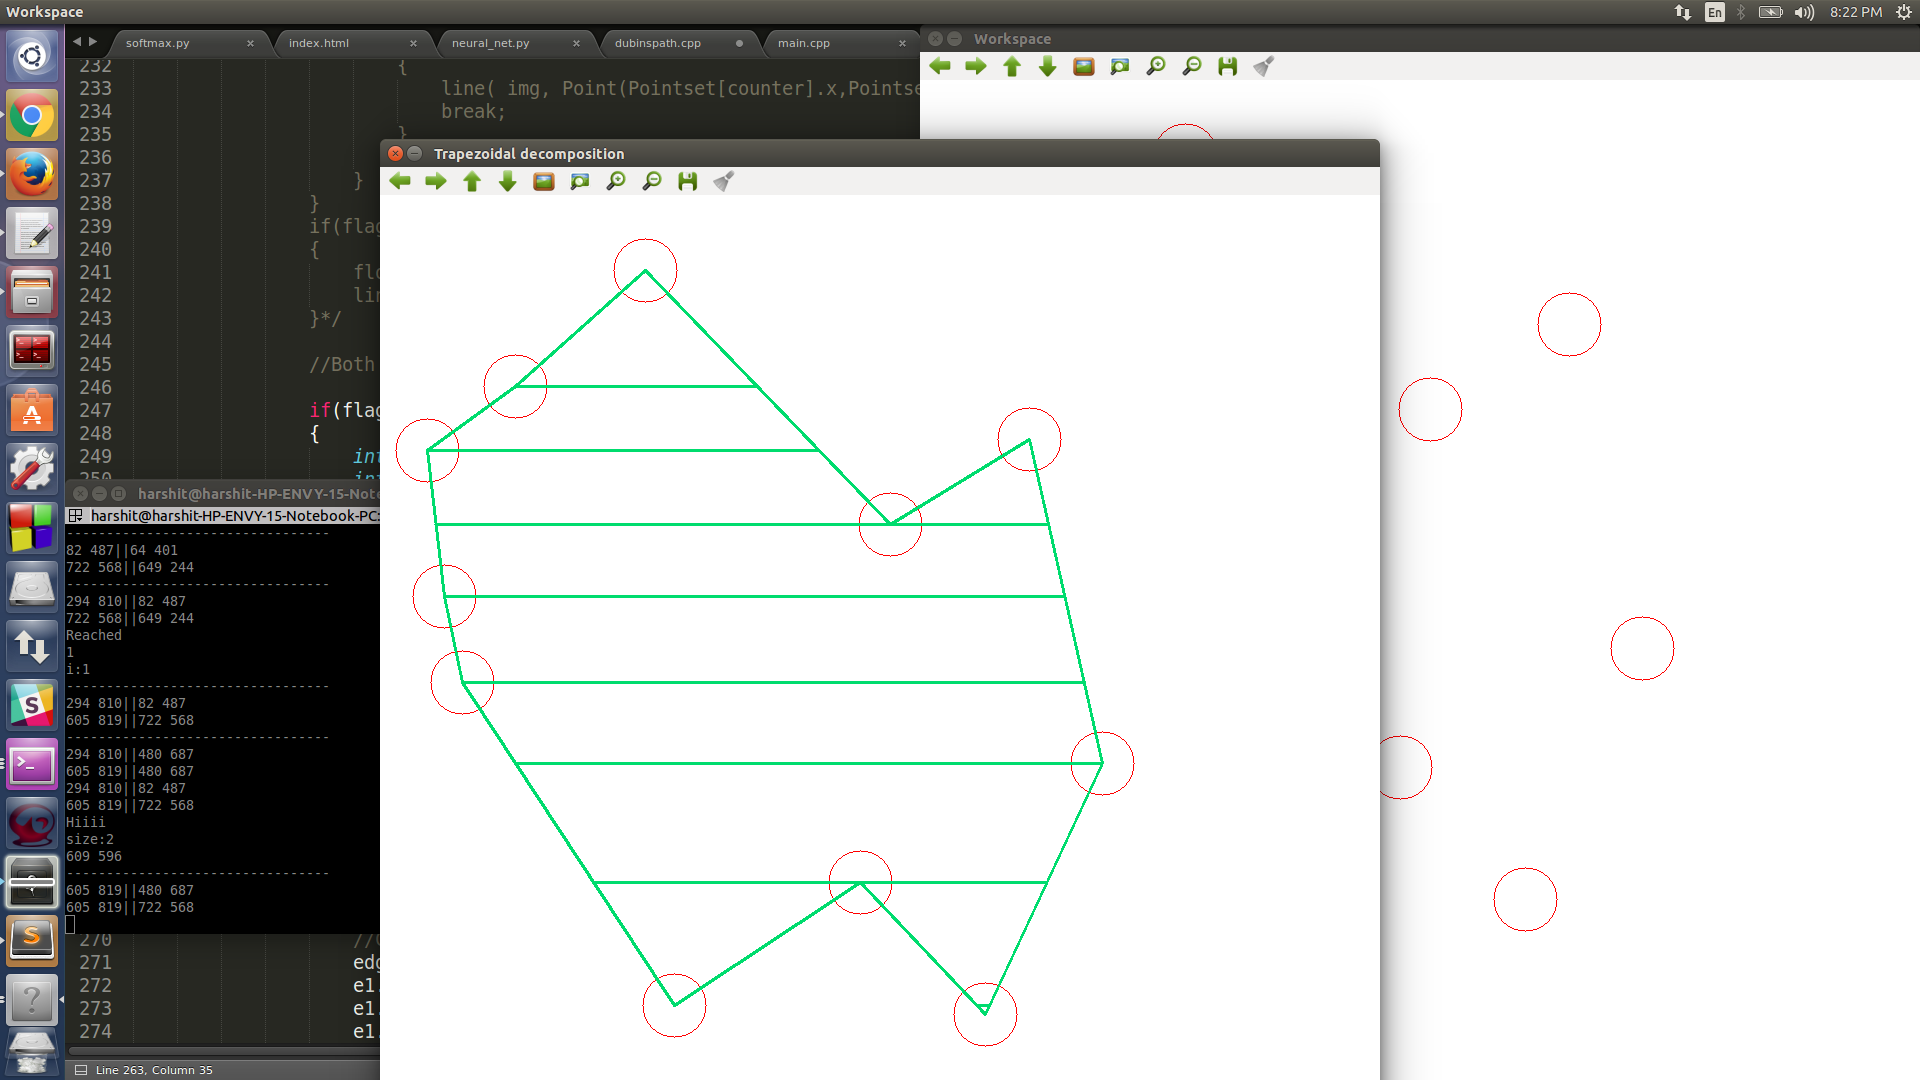 Workspace
En
8:22 PM
softmax.py
index.html
neural_net.py
dubinspath.cpp
main.cpp
Workspace
232 {
233 line( img, Point(Pointset[counter].x,Pointse
234 break;
235 }
236
237 }
238 }
239 if(flag
240 {
241 flo
242 lin
243 }*/
244
245 //Both
246
247 if(flag
248 {
249 int
250 int
Trapezoidal decomposition
harshit@harshit-HP-ENVY-15-Note
harshit@harshit-HP-ENVY-15-Notebook-PC:
---------------------------------
82 487||64 401
722 568||649 244
---------------------------------
294 810||82 487
722 568||649 244
Reached
1
i:1
---------------------------------
294 810||82 487
605 819||722 568
---------------------------------
294 810||480 687
605 819||480 687
294 810||82 487
605 819||722 568
Hiiii
size:2
609 596
---------------------------------
605 819||480 687
605 819||722 568
270
271 edg
272 e1.
273 e1.
274 e1.
Line 263, Column 35